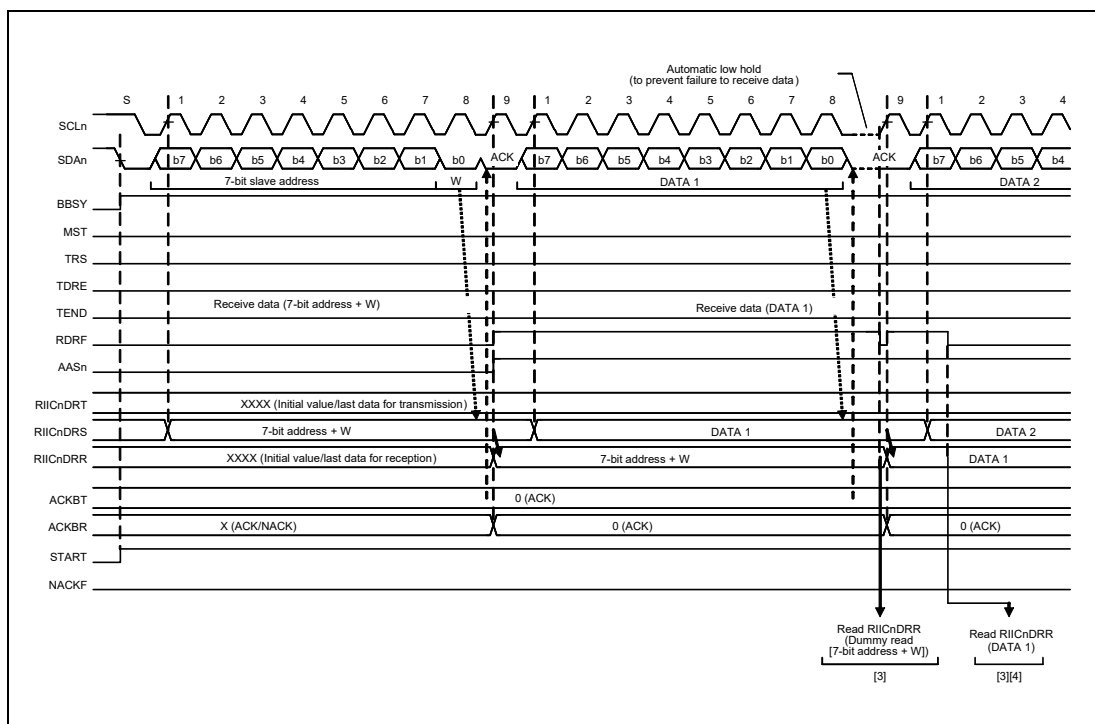 Automatic low hold
(to prevent failure to receive data)
S 1 2 3 4 5 6 7 8 9 1 2 3 4 5 6 7 8 9 1 2 3 4
SCLn
SDAn b7 b6 b5 b4 b3 b2 b1 b0 ACK b7 b6 b5 b4 b3 b2 b1 b0 ACK b7 b6 b5 b4
7-bit slave address W DATA 1 DATA 2
BBSY
MST
TRS
TDRE
Receive data (7-bit address + W) Receive data (DATA 1)
TEND
RDRF
AASn
RIICnDRT XXXX (Initial value/last data for transmission)
RIICnDRS 7-bit address + W DATA 1 DATA 2
RIICnDRR XXXX (Initial value/last data for reception) 7-bit address + W DATA 1
ACKBT 0 (ACK)
ACKBR X (ACK/NACK) 0 (ACK) 0 (ACK)
START
NACKF
Read RIICnDRR
(Dummy read
[7-bit address + W])
[3]
Read RIICnDRR
(DATA 1)
[3][4]